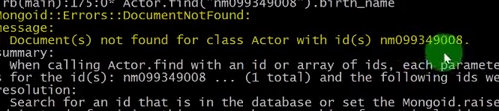 rb(main):175:0* Actor.find("nm099349008").birth_name
Mongoid::Errors::DocumentNotFound:
message:
Document(s) not found for class Actor with id(s) nm099349008.
summary:
When calling Actor.find with an id or array of ids, each paramete
s for the id(s): nm099349008 ... (1 total) and the following ids we
resolution:
Search for an id that is in the database or set the Mongoid.raise